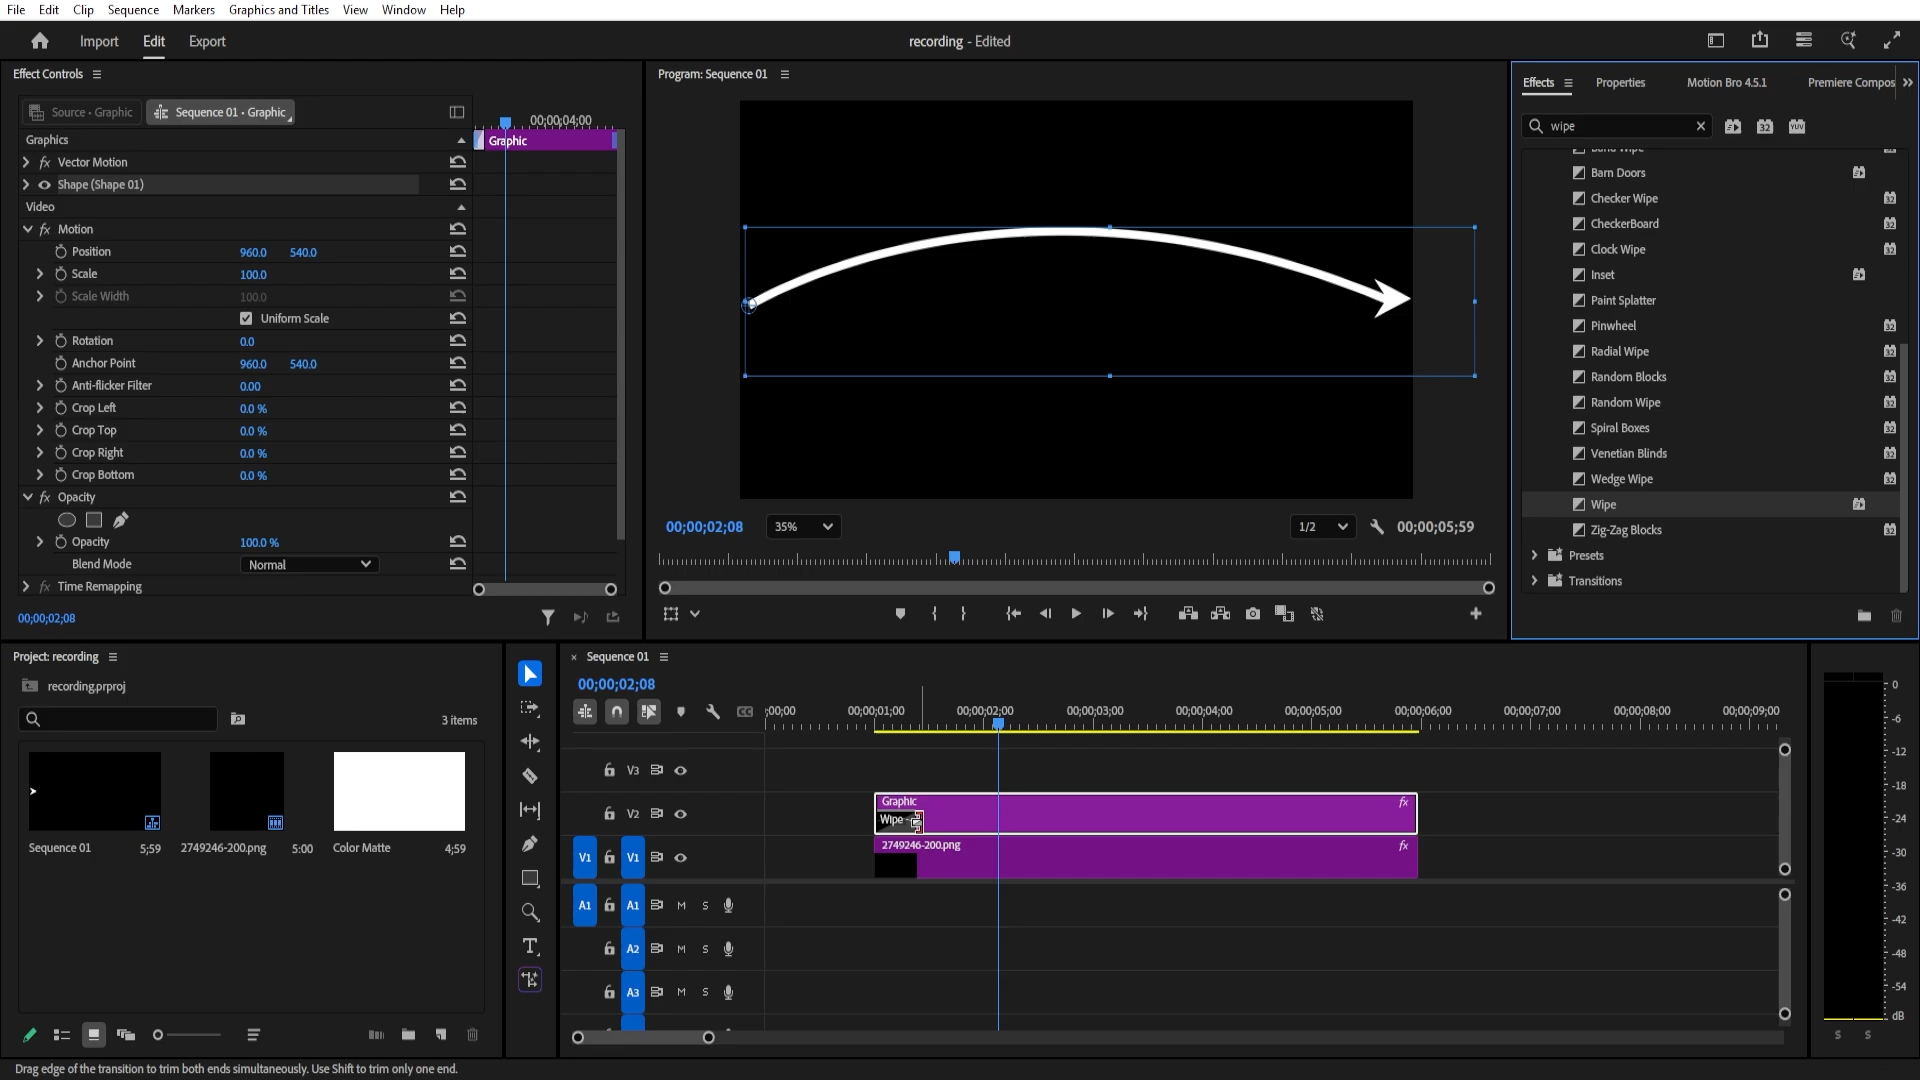 File Edit Clip Sequence Markers Graphics and Titles View Window Help
Import Edit Export
recording - Edited
Effect Controls
Source · Graphic
Sequence 01 · Graphic
00;00;04;00
Graphics
Graphic
Vector Motion
Shape (Shape 01)
Video
Motion
Position 960.0 540.0
Scale 100.0
Scale Width 100.0
Uniform Scale
Rotation 0.0
Anchor Point 960.0 540.0
Anti-flicker Filter 0.00
Crop Left 0.0 %
Crop Top 0.0 %
Crop Right 0.0 %
Crop Bottom 0.0 %
Opacity
Opacity 100.0 %
Blend Mode Normal
Time Remapping
00;00;02;08
Program: Sequence 01
00;00;02;08
35%
1/2
00;00;05;59
Effects
Properties
Motion Bro 4.5.1
Premiere Compos
wipe
Band Wipe
Barn Doors
Checker Wipe
CheckerBoard
Clock Wipe
Inset
Paint Splatter
Pinwheel
Radial Wipe
Random Blocks
Random Wipe
Spiral Boxes
Venetian Blinds
Wedge Wipe
Wipe
Zig-Zag Blocks
Presets
Transitions
Project: recording
recording.prproj
3 items
Sequence 01 5;59
2749246-200.png 5:00
Color Matte 4;59
Sequence 01
00;00;02;08
;00;00 00;00;01;00 00;00;02;00 00;00;03;00 00;00;04;00 00;00;05;00 00;00;06;00 00;00;07;00 00;00;08;00 00;00;09;00
V3
V2
Graphic
Wipe
V1 V1
2749246-200.png
A1 A1 M S
A2 M S
A3 M S
0
-6
-12
-18
-24
-30
-36
-42
-48
-54
dB
S S
Drag edge of the transition to trim both ends simultaneously. Use Shift to trim only one end.